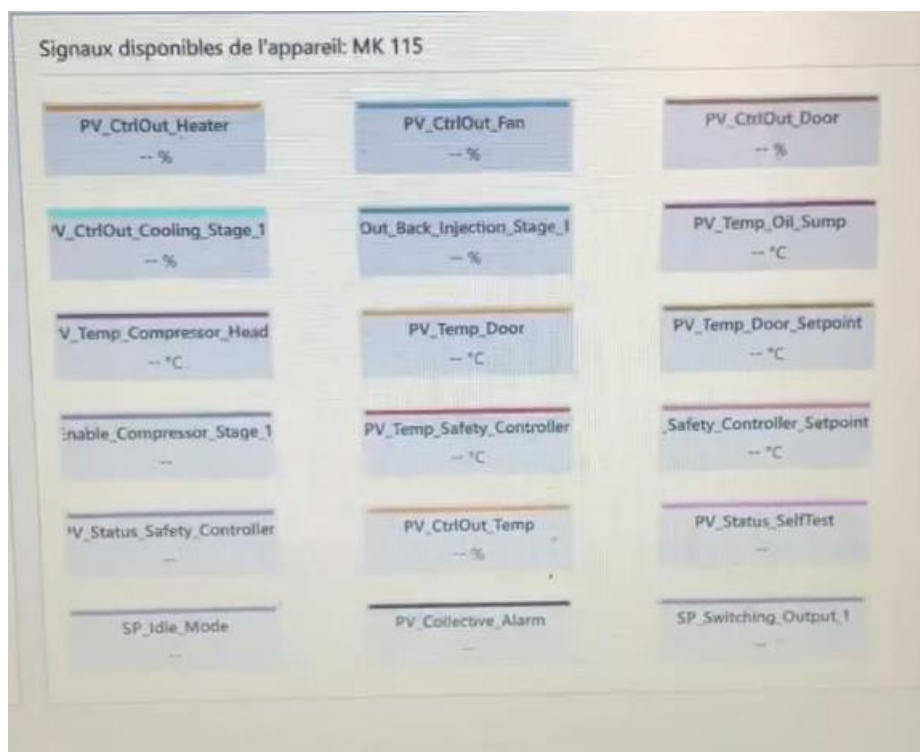 Signaux disponibles de l'appareil: MK 115
PV_CtrlOut_Heater
-- %
PV_CtrlOut_Fan
-- %
PV_CtrlOut_Door
-- %
V_CtrlOut_Cooling_Stage_1
-- %
Out_Back_Injection_Stage_1
-- %
PV_Temp_Oil_Sump
-- °C
V_Temp_Compressor_Head
-- °C
PV_Temp_Door
-- °C
PV_Temp_Door_Setpoint
-- °C
Enable_Compressor_Stage_1
--
PV_Temp_Safety_Controller
-- °C
_Safety_Controller_Setpoint
-- °C
V_Status_Safety_Controller
--
PV_CtrlOut_Temp
-- %
PV_Status_SelfTest
--
SP_Idle_Mode
--
PV_Collective_Alarm
--
SP_Switching_Output_1
--